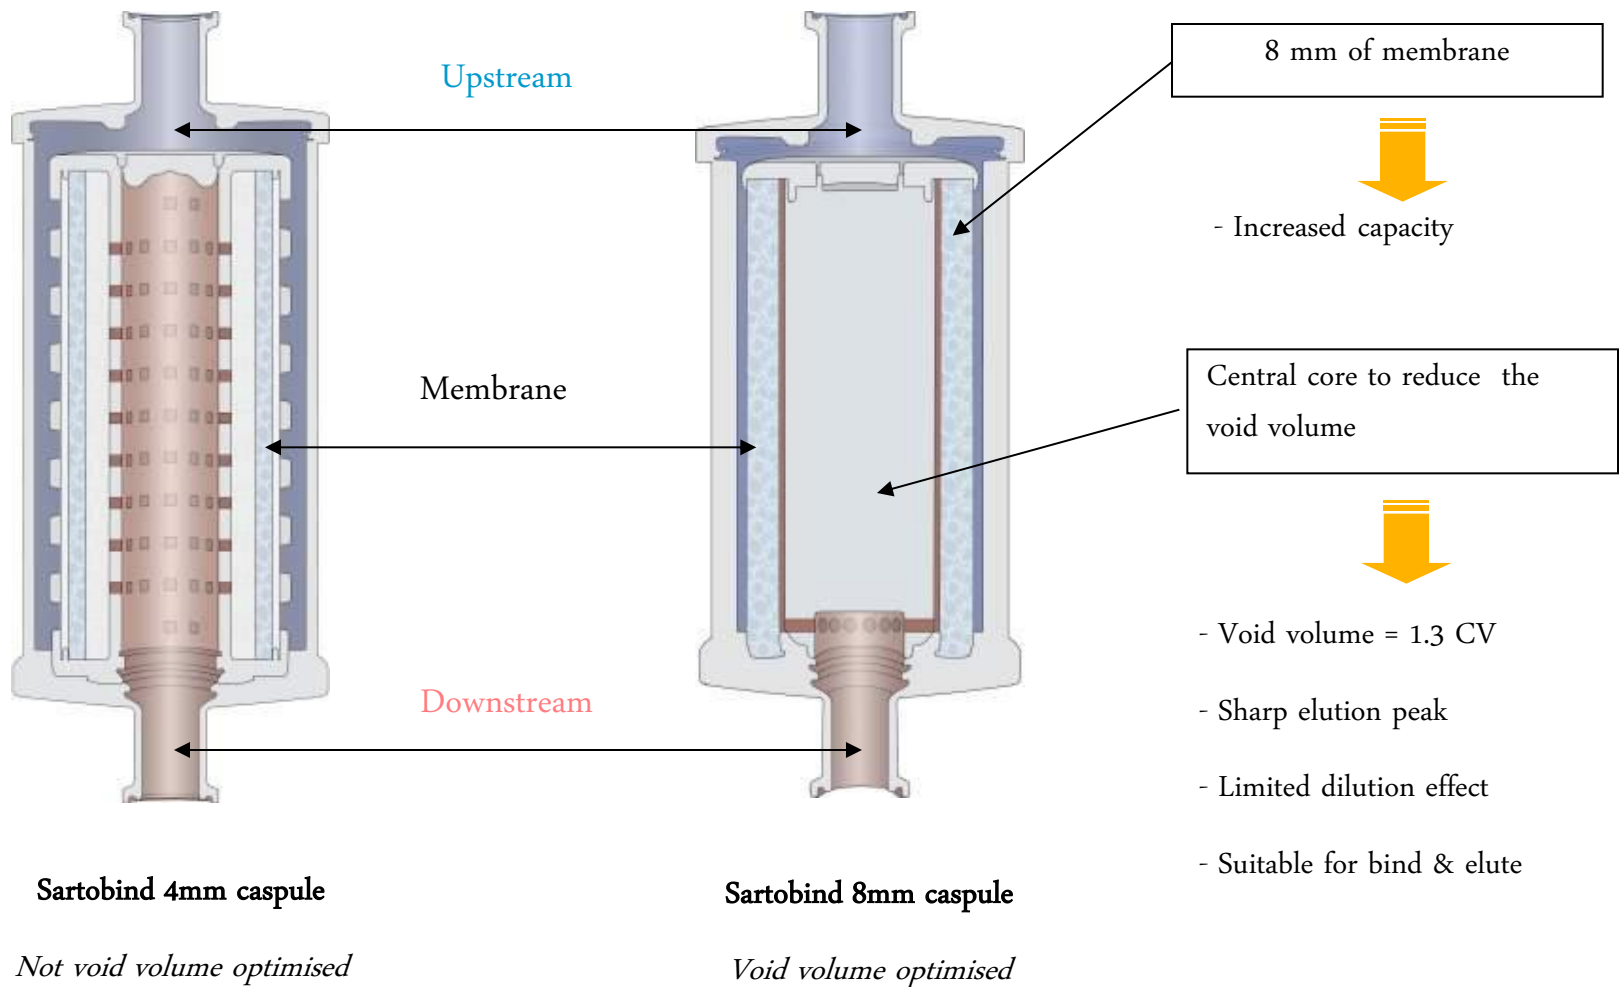 Upstream
8 mm of membrane
- Increased capacity
Membrane
Central core to reduce the
void volume
- Void volume = 1.3 CV
Downstream
- Sharp elution peak
- Limited dilution effect
- Suitable for bind & elute
Sartobind 4mm caspule
Sartobind 8mm caspule
Not void volume optimised
Void volume optimised